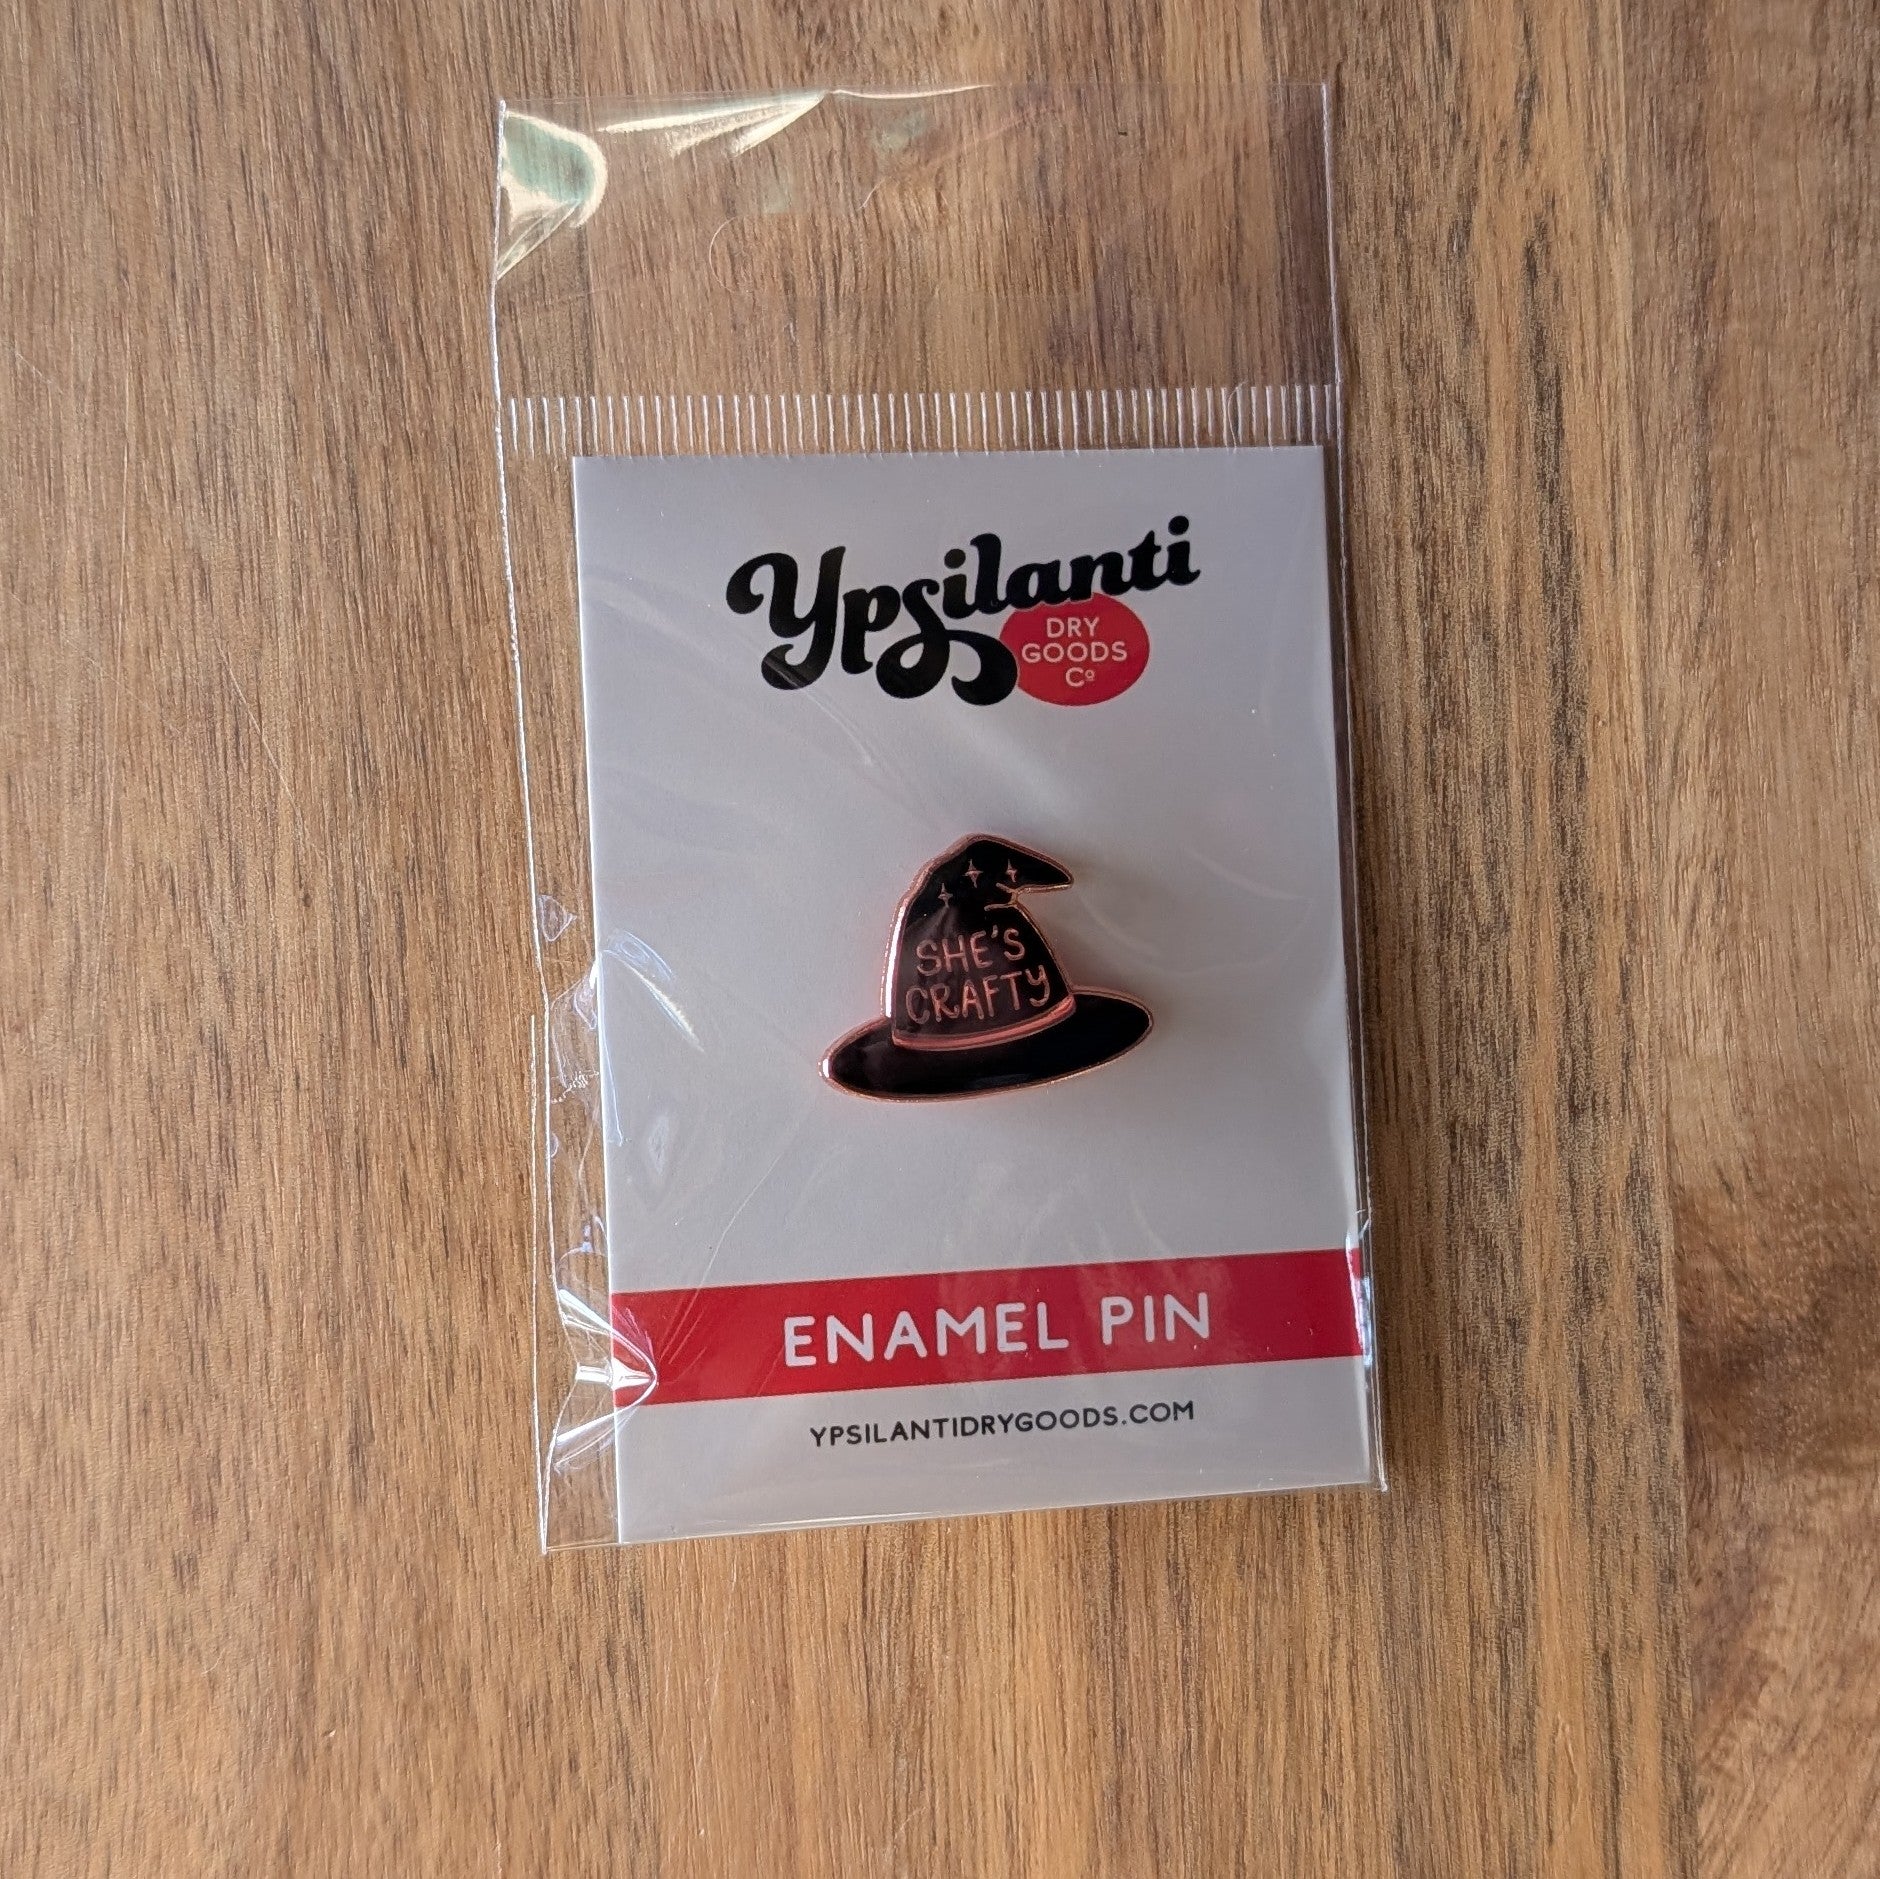 Ypsilanti
DRY
GOODS
Cº
SHE'S
CRAFTY
ENAMEL PIN
YPSILANTIDRYGOODS.COM